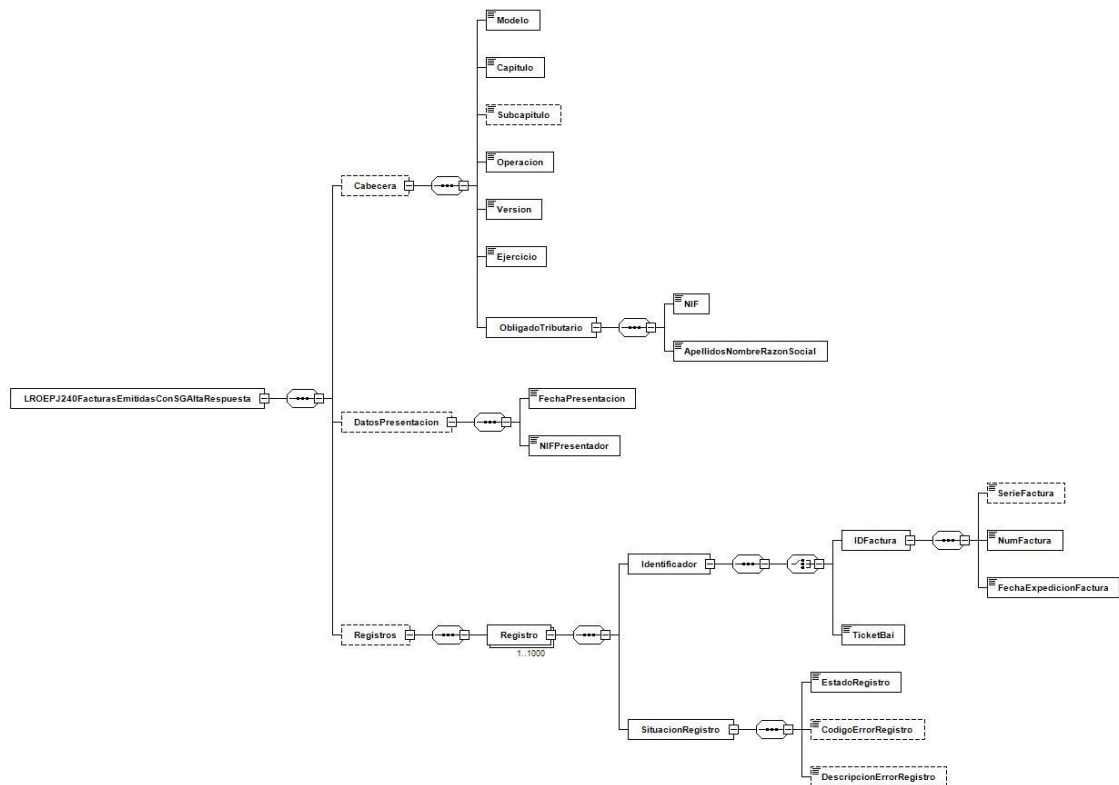 Modelo
Capitulo
Subcapitulo
Operacion
Cabecera
Version
Ejercicio
NIF
ObligadoTributario
ApellidosNombreRazonSocial
LROEPJ240FacturasEmitidasConSGAltaRespuesta
FechaPresentacion
DatosPresentacion
NIFPresentador
SerieFactura
IDFactura
NumFactura
Identificador
FechaExpedicionFactura
Registros
Registro
1..1000
TicketBai
EstadoRegistro
SituacionRegistro
CodigoErrorRegistro
DescripcionErrorRegistro